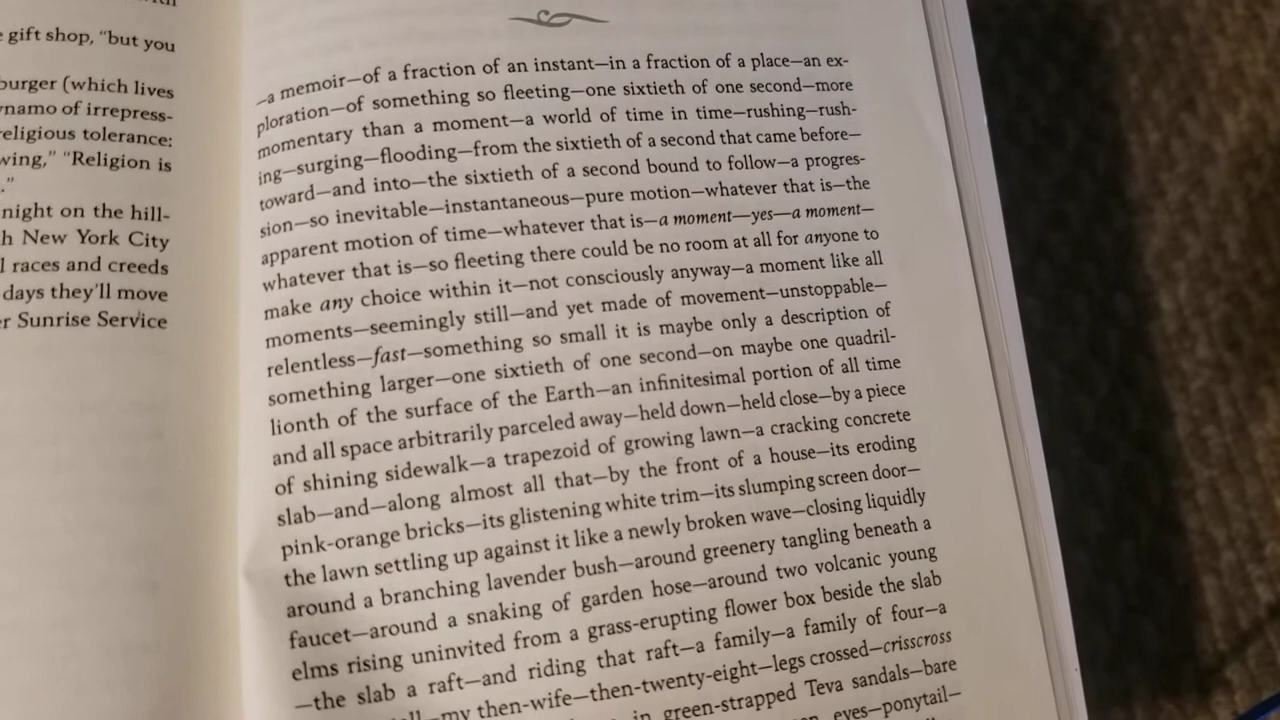 gift shop, "but you
burger (which lives
religious tolerance:
wing," "Religion is
."
night on the hill-
New York City
races and creeds
days they'll move
Sunrise Service
—a memoir—of a fraction of an instant—in a fraction of a place—an ex-
ploration—of something so fleeting—one sixtieth of one second—more
momentary than a moment—a world of time in time—rushing—rush-
ing—surging—flooding—from the sixtieth of a second that came before—
toward—and into—the sixtieth of a second bound to follow—a progres-
sion—so inevitable—instantaneous—pure motion—whatever that is—the
apparent motion of time—whatever that is—a moment—yes—a moment—
whatever that is—so fleeting there could be no room at all for anyone to
make any choice within it—not consciously anyway—a moment like all
moments—seemingly still—and yet made of movement—unstoppable—
relentless—fast—something so small it is maybe only a description of
something larger—one sixtieth of one second—on maybe one quadril-
lionth of the surface of the Earth—an infinitesimal portion of all time
and all space arbitrarily parceled away—held down—held close—by a piece
of shining sidewalk—a trapezoid of growing lawn—a cracking concrete
slab—and—along almost all that—by the front of a house—its eroding
pink-orange bricks—its glistening white trim—its slumping screen door—
the lawn settling up against it like a newly broken wave—closing liquidly
around a branching lavender bush—around greenery tangling beneath a
faucet—around a snaking of garden hose—around two volcanic young
elms rising uninvited from a grass-erupting flower box beside the slab
—the slab a raft—and riding that raft—a family—a family of four—a
—my then-wife—then-twenty-eight—legs crossed—crisscross
in green-strapped Teva sandals—bare
eyes—ponytail—